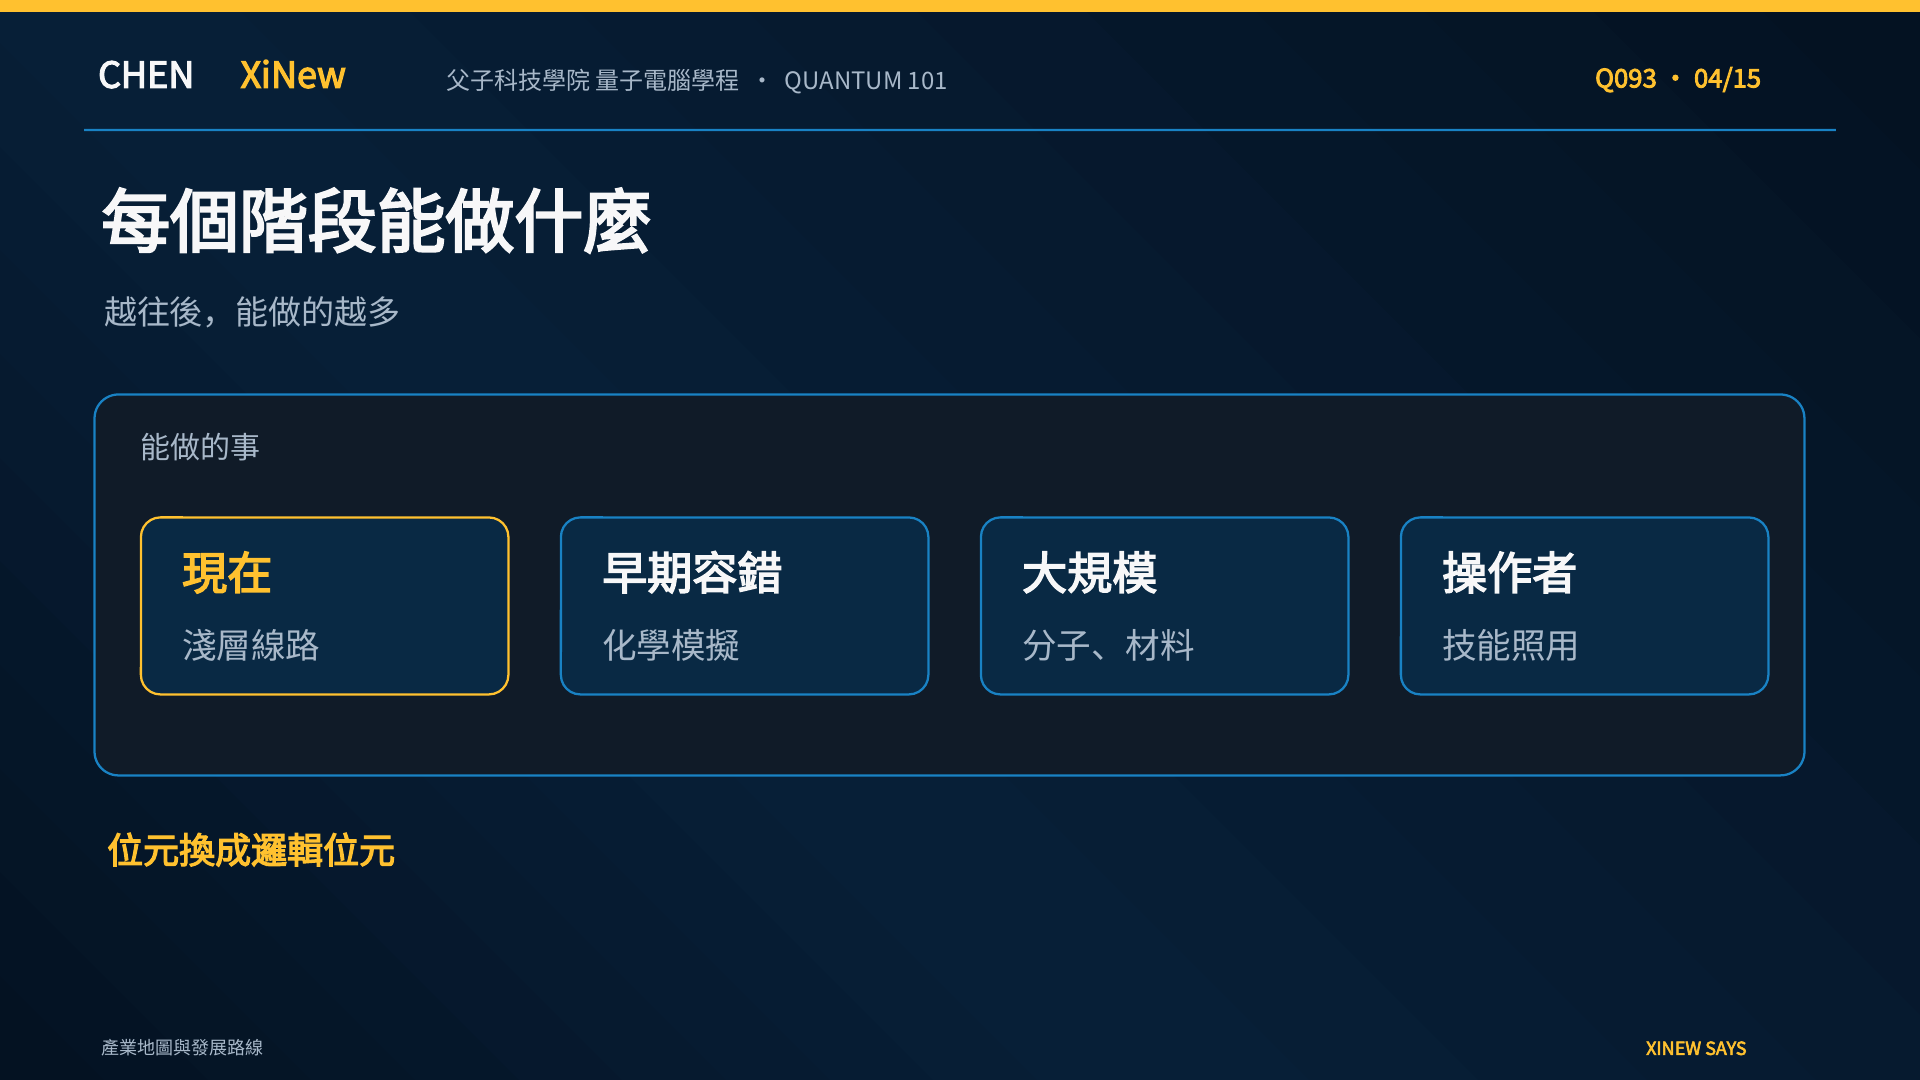 CHEN XiNew 父子科技學院 量子電腦學程 • QUANTUM 101 Q093 • 04/15
每個階段能做什麼
越往後，能做的越多
能做的事
現在 早期容錯 大規模 操作者
淺層線路 化學模擬 分子、材料 技能照用
位元換成邏輯位元
產業地圖與發展路線 XINEW SAYS